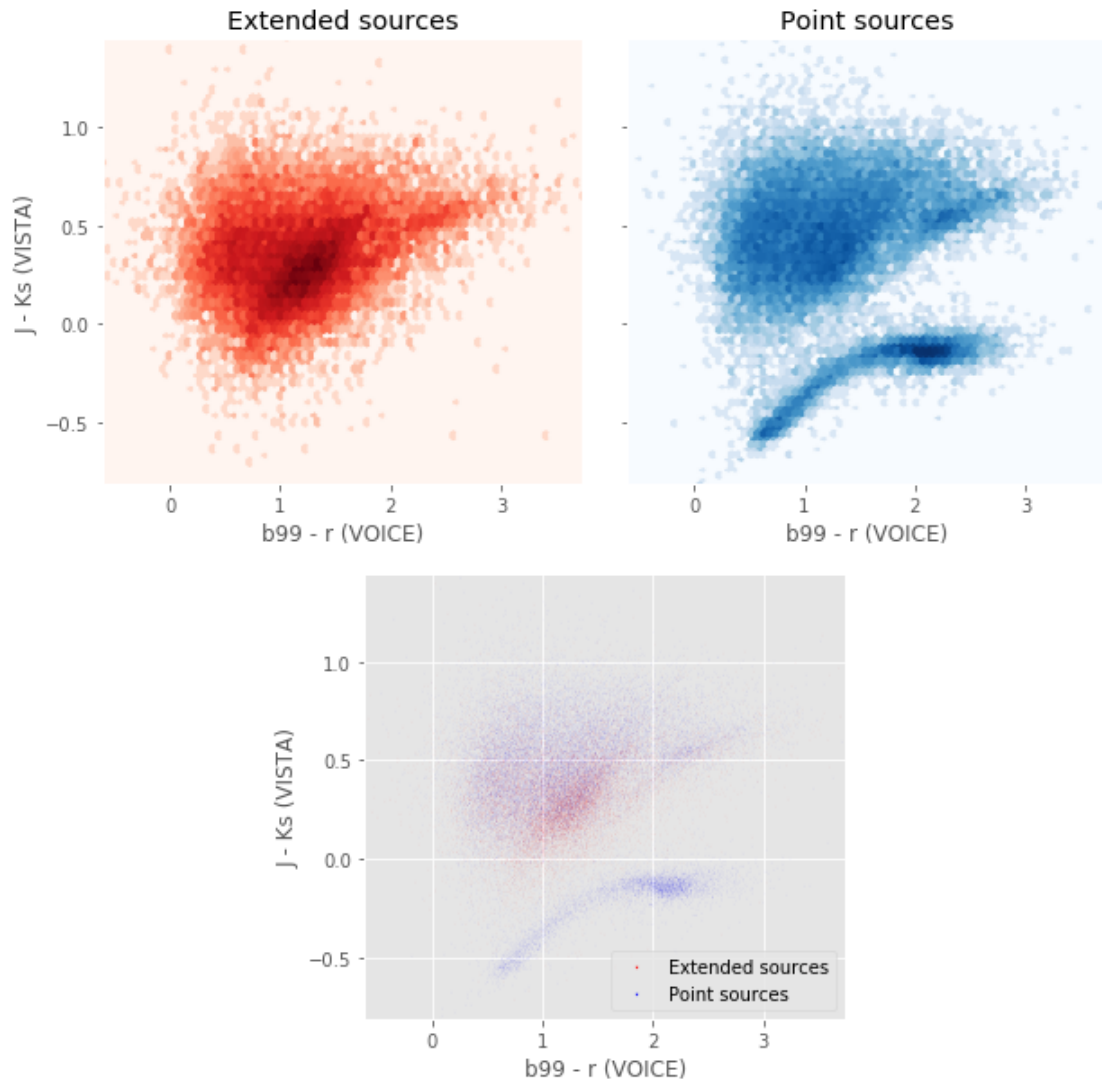 Extended sources
Point sources
J - Ks (VISTA)
1.0
0.5
0.0
−0.5
0 1 2 3
0 1 2 3
b99 - r (VOICE)
b99 - r (VOICE)
J - Ks (VISTA)
1.0
0.5
0.0
−0.5
Extended sources
Point sources
0 1 2 3
b99 - r (VOICE)